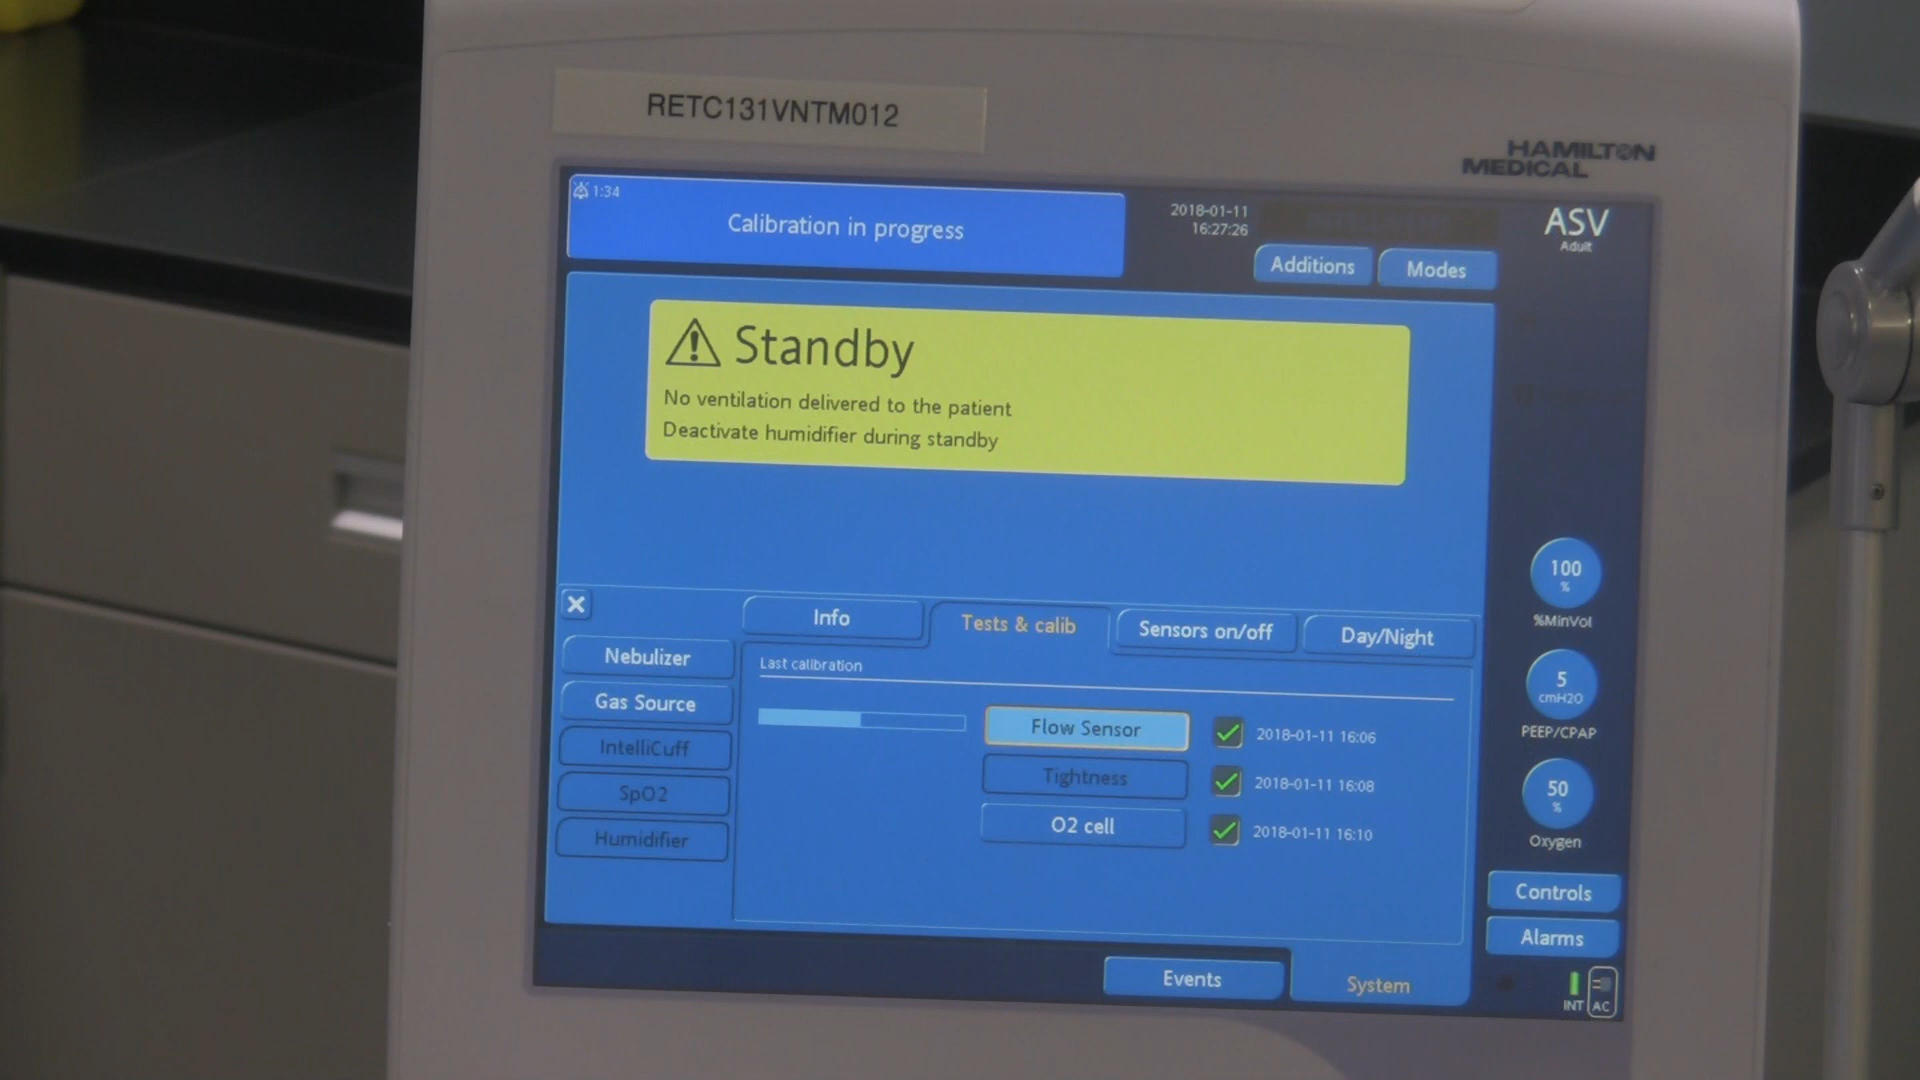 RETC131VNTM012
HAMILTON
MEDICAL
1:34
Calibration in progress
2018-01-11
16:27:26
ASV
Adult
Additions
Modes
Standby
No ventilation delivered to the patient
Deactivate humidifier during standby
100
%
%MinVol
5
cmH2O
PEEP/CPAP
50
%
Oxygen
Info
Tests & calib
Sensors on/off
Day/Night
Nebulizer
Gas Source
IntelliCuff
SpO2
Humidifier
Last calibration
Flow Sensor
2018-01-11 16:06
Tightness
2018-01-11 16:08
O2 cell
2018-01-11 16:10
Controls
Alarms
Events
System
INT
AC